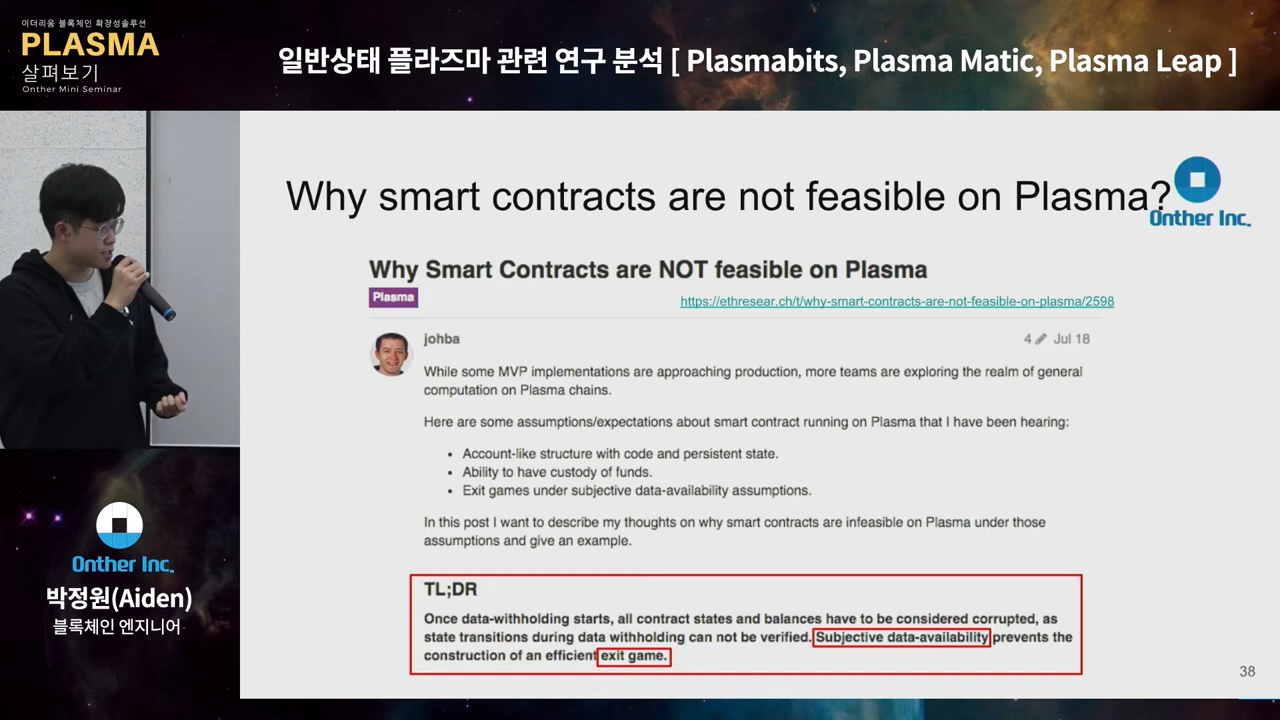 이더리움 블록체인 확장성솔루션
PLASMA
살펴보기
Onther Mini Seminar
일반상태 플라즈마 관련 연구 분석 [ Plasmabits, Plasma Matic, Plasma Leap ]
Why smart contracts are not feasible on Plasma?
Onther Inc.
Why Smart Contracts are NOT feasible on Plasma
Plasma
https://ethresear.ch/t/why-smart-contracts-are-not-feasible-on-plasma/2598
johba
4 Jul 18
While some MVP implementations are approaching production, more teams are exploring the realm of general
computation on Plasma chains.
Here are some assumptions/expectations about smart contract running on Plasma that I have been hearing:
• Account-like structure with code and persistent state.
• Ability to have custody of funds.
• Exit games under subjective data-availability assumptions.
In this post I want to describe my thoughts on why smart contracts are infeasible on Plasma under those
assumptions and give an example.
TL;DR
Once data-withholding starts, all contract states and balances have to be considered corrupted, as
state transitions during data withholding can not be verified. Subjective data-availability prevents the
construction of an efficient exit game.
38
Onther Inc.
박정원(Aiden)
블록체인 엔지니어